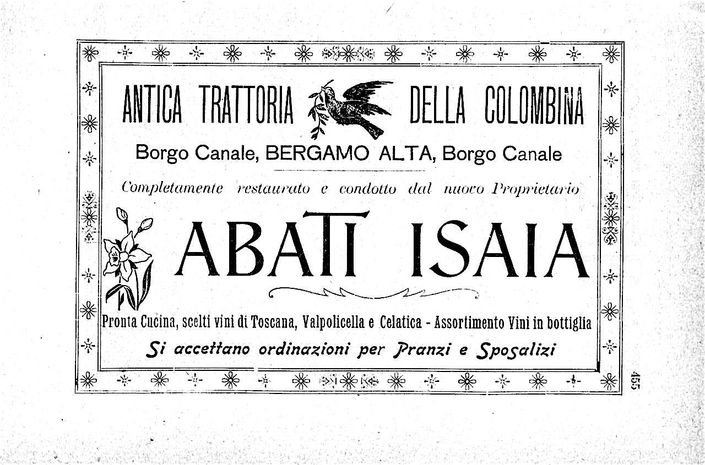 ANTICA TRATTORIA DELLA COLOMBINA
Borgo Canale, BERGAMO ALTA, Borgo Canale
Completamente restaurato e condotto dal nuovo Proprietario
ABATI ISAIA
Pronta Cucina, scelti vini di Toscana, Valpolicella e Celatica - Assortimento Vini in bottiglia
Si accettano ordinazioni per Pranzi e Sposalizi
455